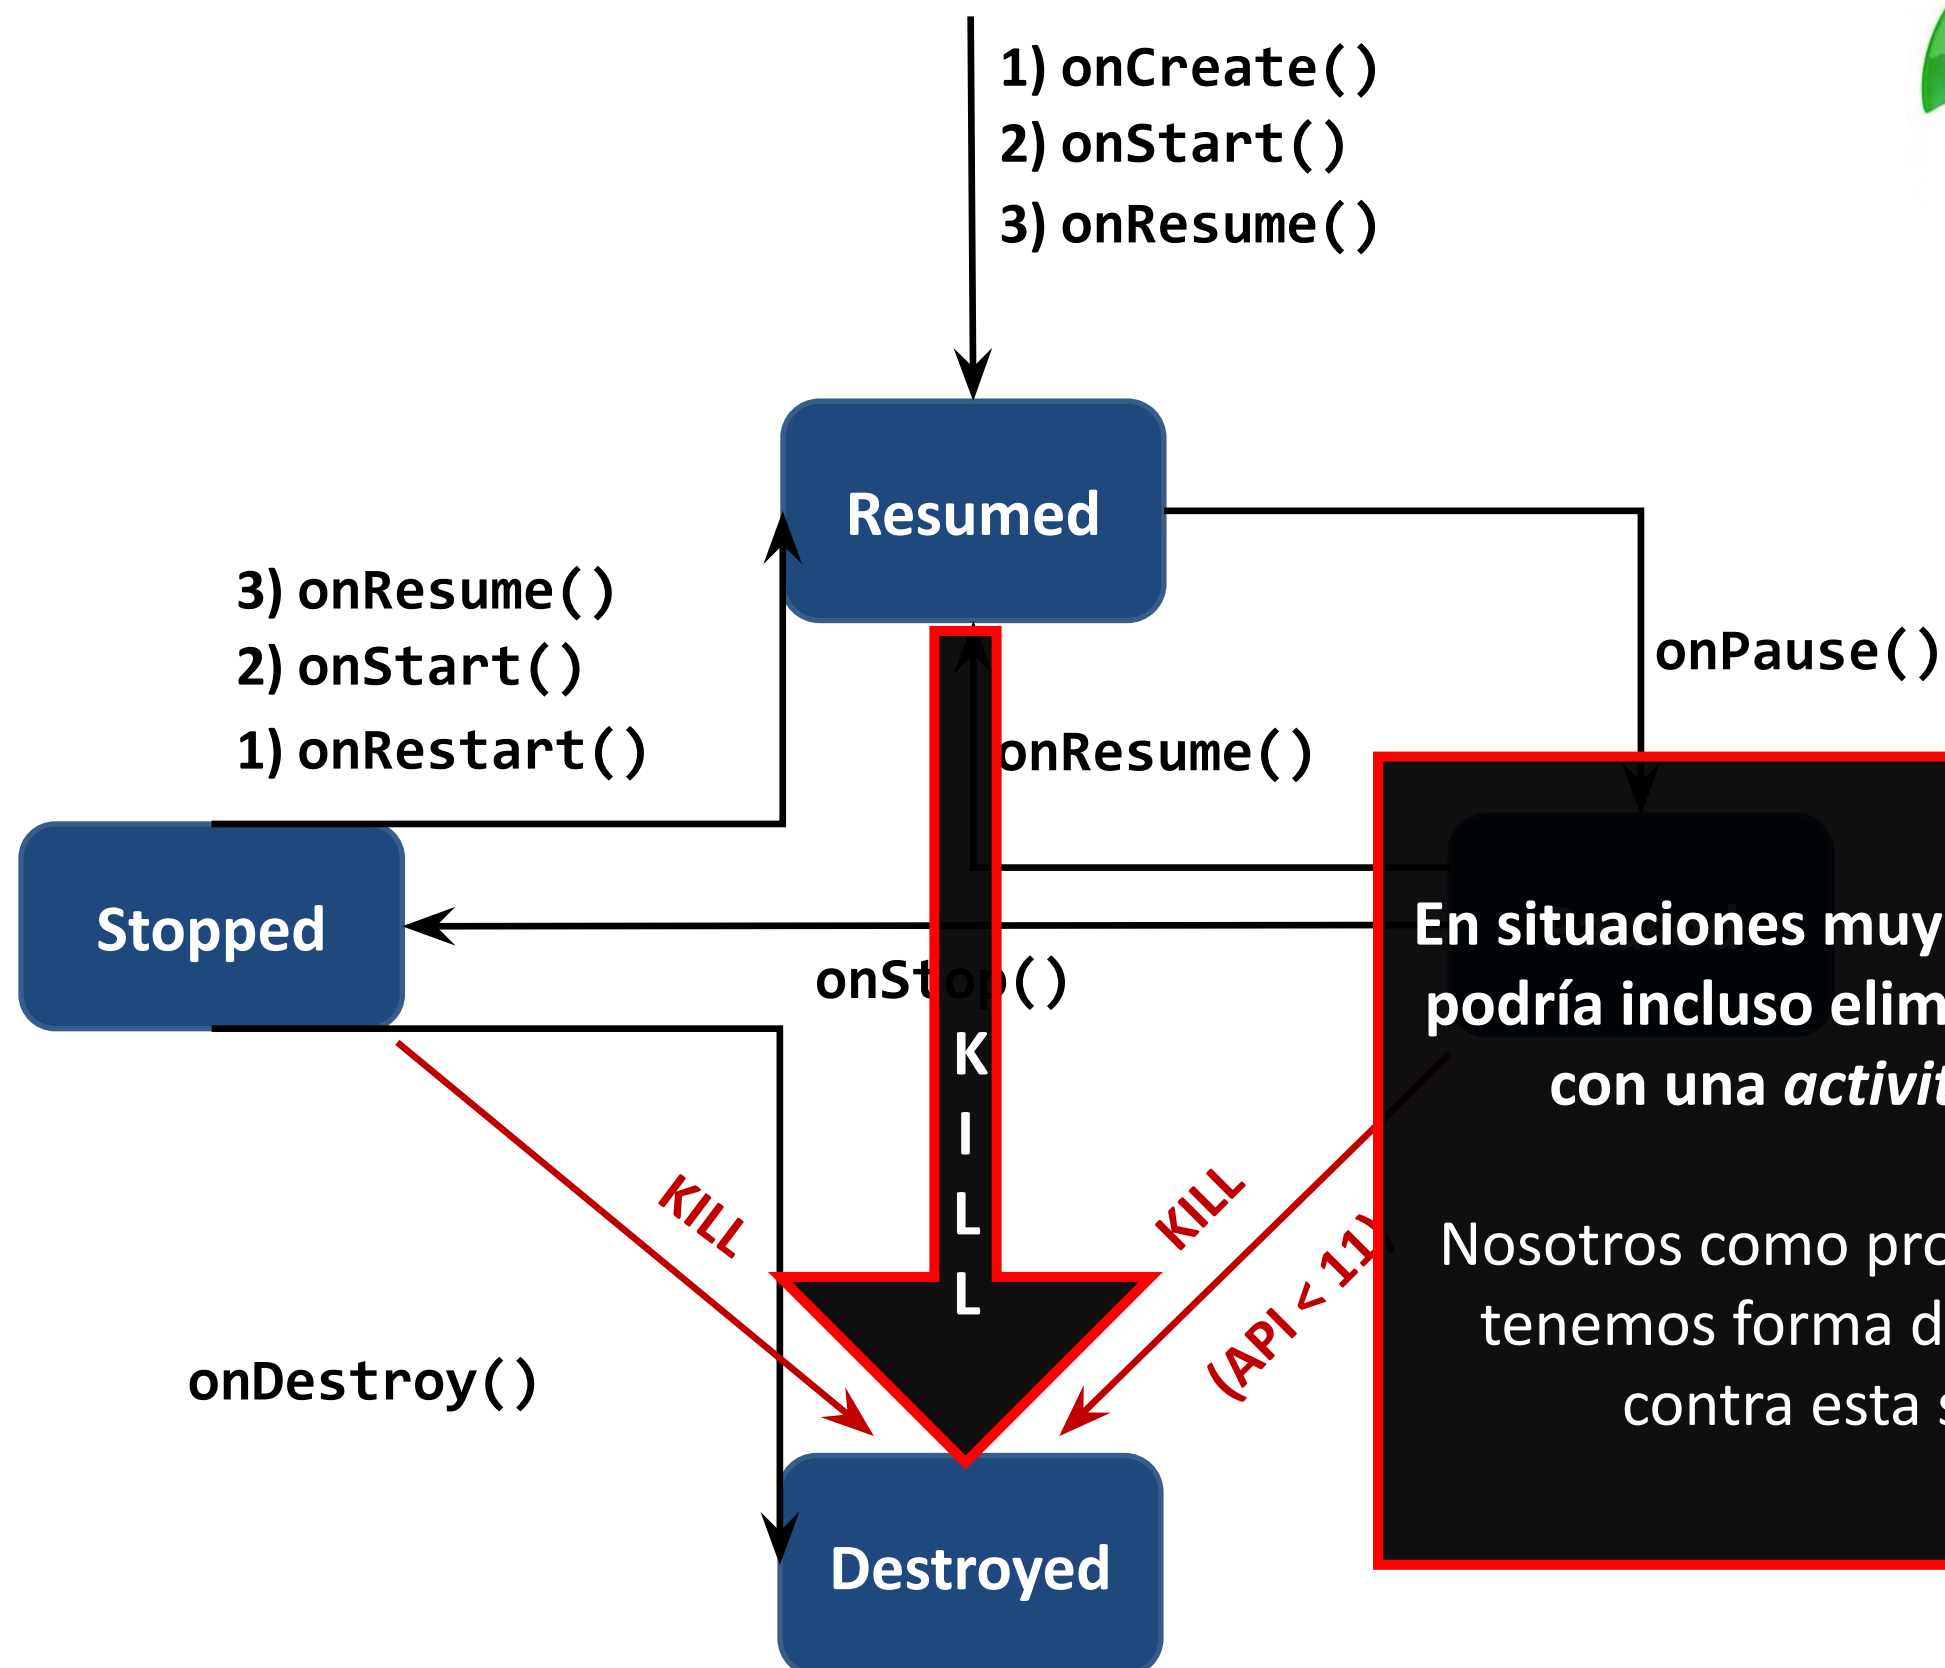 1) onCreate()
2) onStart()
3) onResume()
Resumed
3) onResume()
2) onStart()
1) onRestart()
onPause()
onResume()
Stopped
onStop()
En situaciones muy
podría incluso elim
con una activit
K
I
L
L
KILL
KILL
(API < 11)
Nosotros como pro
tenemos forma d
contra esta s
onDestroy()
Destroyed